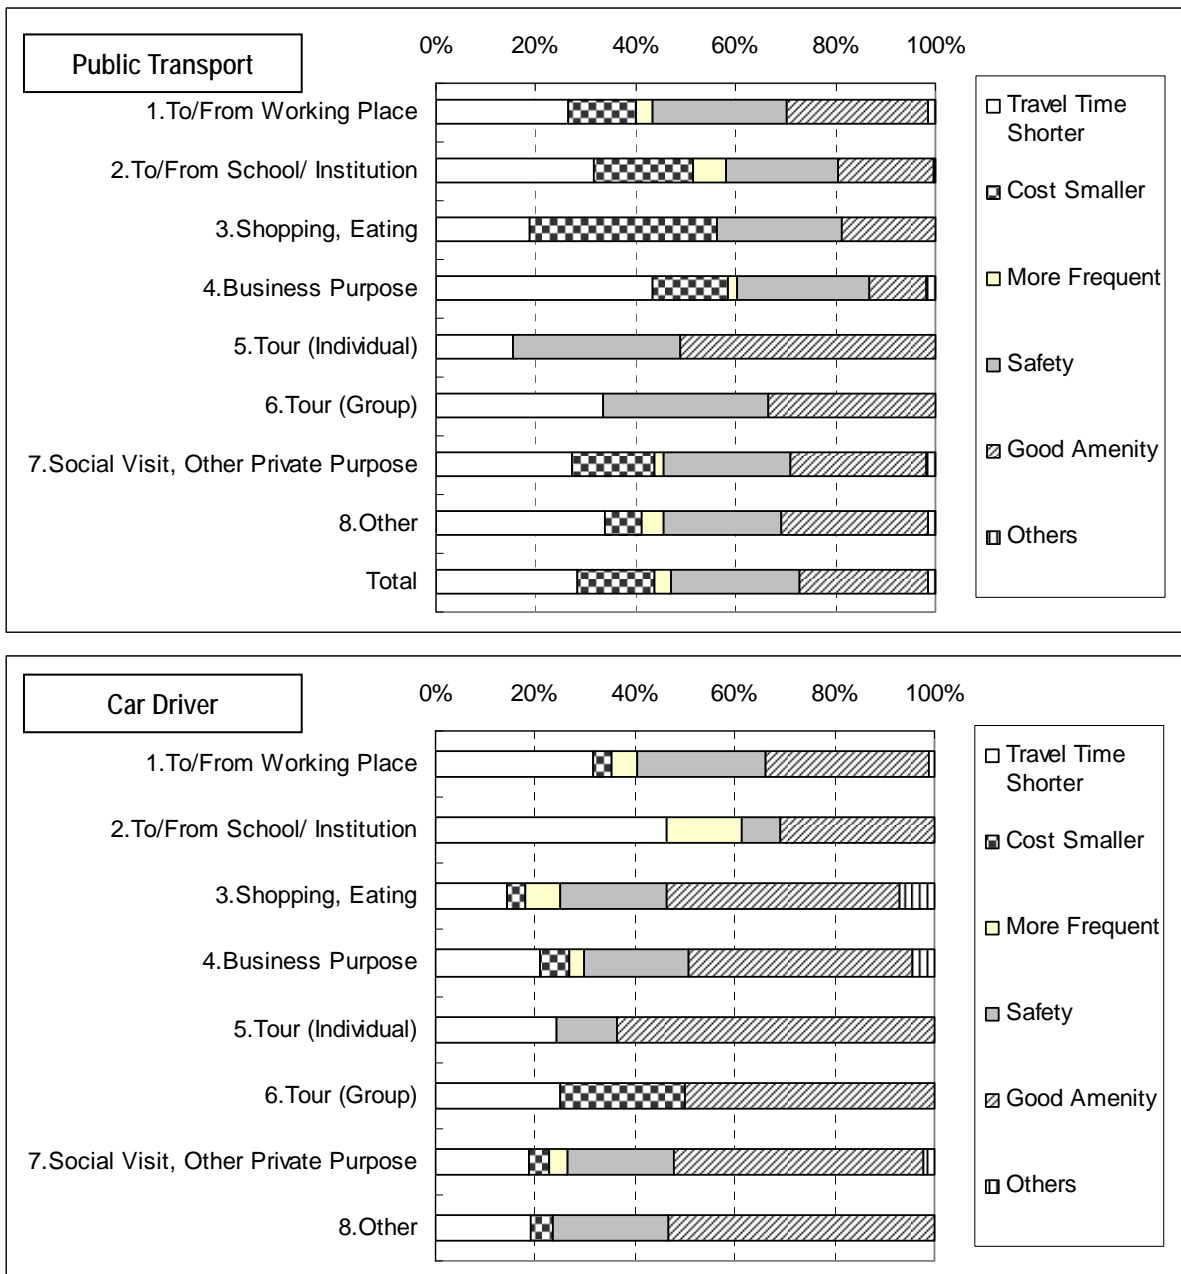 Public Transport
0% 20% 40% 60% 80% 100%
1.To/From Working Place
2.To/From School/ Institution
3.Shopping, Eating
4.Business Purpose
5.Tour (Individual)
6.Tour (Group)
7.Social Visit, Other Private Purpose
8.Other
Total
Travel Time
Shorter
Cost Smaller
More Frequent
Safety
Good Amenity
Others
Car Driver
0% 20% 40% 60% 80% 100%
1.To/From Working Place
2.To/From School/ Institution
3.Shopping, Eating
4.Business Purpose
5.Tour (Individual)
6.Tour (Group)
7.Social Visit, Other Private Purpose
8.Other
Travel Time
Shorter
Cost Smaller
More Frequent
Safety
Good Amenity
Others